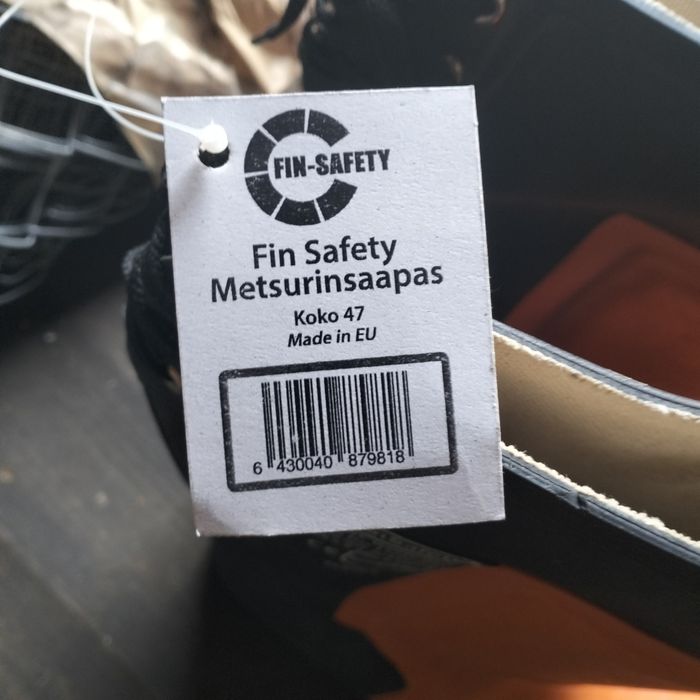 FIN-SAFETY
Fin Safety
Metsurinsaapas
Koko 47
Made in EU
6 430040 879818